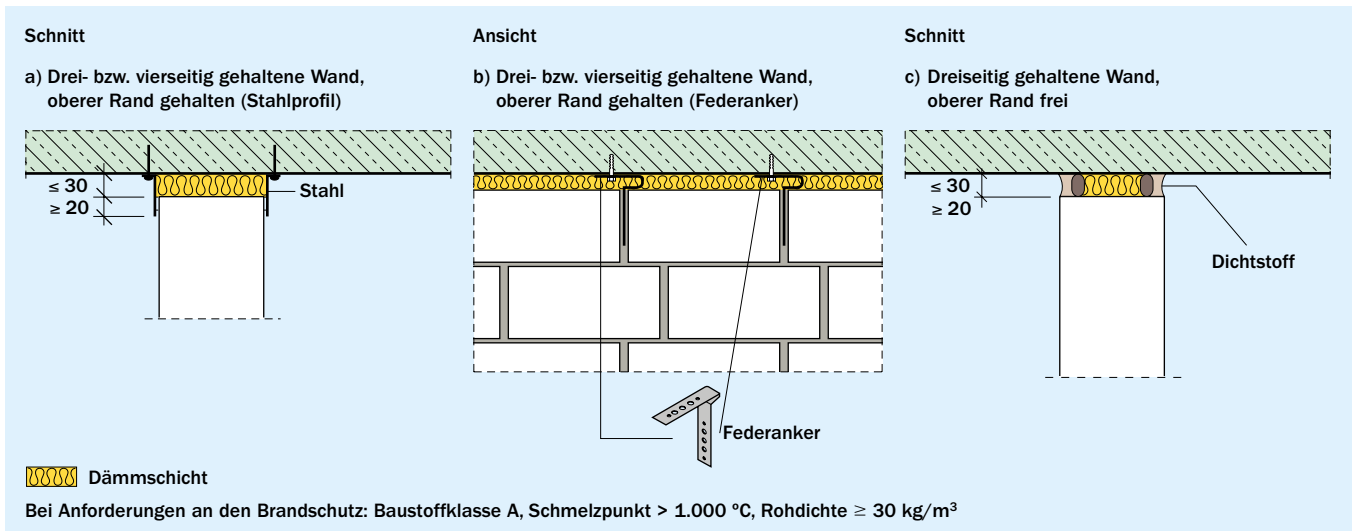 Schnitt
a) Drei- bzw. vierseitig gehaltene Wand,
oberer Rand gehalten (Stahlprofil)
≤ 30
≥ 20
Stahl
Ansicht
b) Drei- bzw. vierseitig gehaltene Wand,
oberer Rand gehalten (Federanker)
Federanker
Schnitt
c) Dreiseitig gehaltene Wand,
oberer Rand frei
≤ 30
≥ 20
Dichtstoff
Dämmschicht
Bei Anforderungen an den Brandschutz: Baustoffklasse A, Schmelzpunkt > 1.000 ºC, Rohdichte ≥ 30 kg/m³